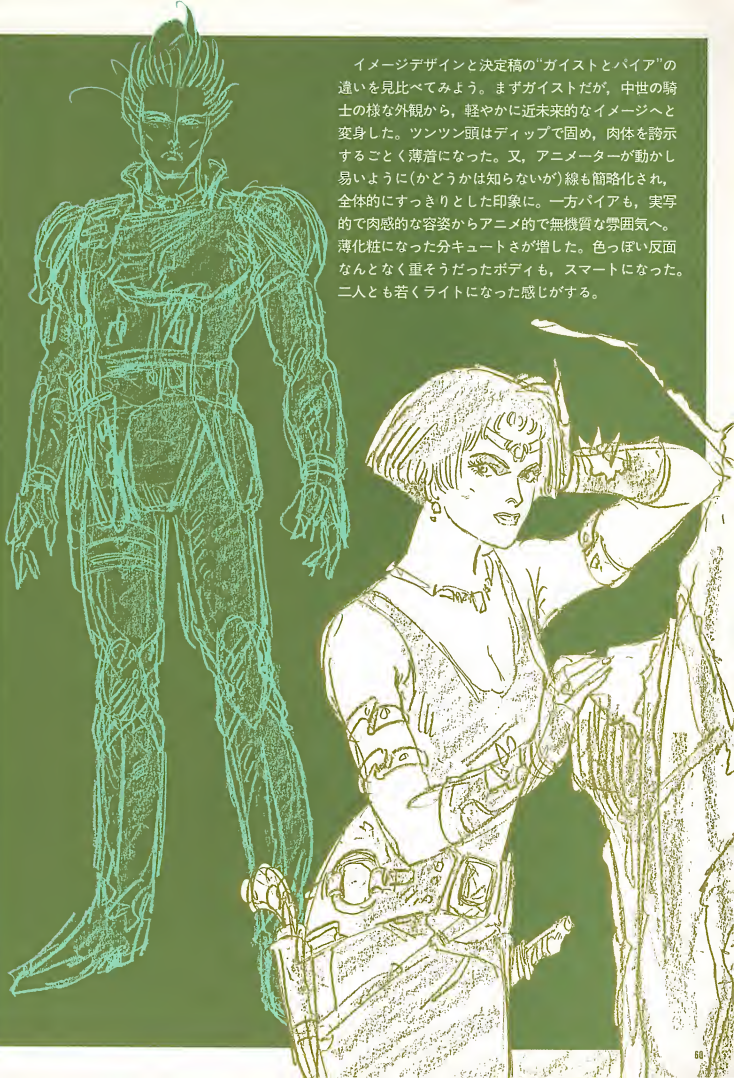 イメージデザインと決定稿の“ガイストとパイア”の
違いを見比べてみよう。まずガイストだが，中世の騎
士の様な外観から，軽やかに近未来的なイメージへと
変身した。ツンツン頭はディップで固め，肉体を誇示
するごとく薄着になった。又，アニメーターが動かし
易いように(かどうかは知らないが)線も簡略化され，
全体的にすっきりとした印象に。一方パイアも，実写
的で肉感的な容姿からアニメ的で無機質な雰囲気へ。
薄化粧になった分キュートさが増した。色っぽい反面
なんとなく重そうだったボディも，スマートになった。
二人とも若くライトになった感じがする。
60